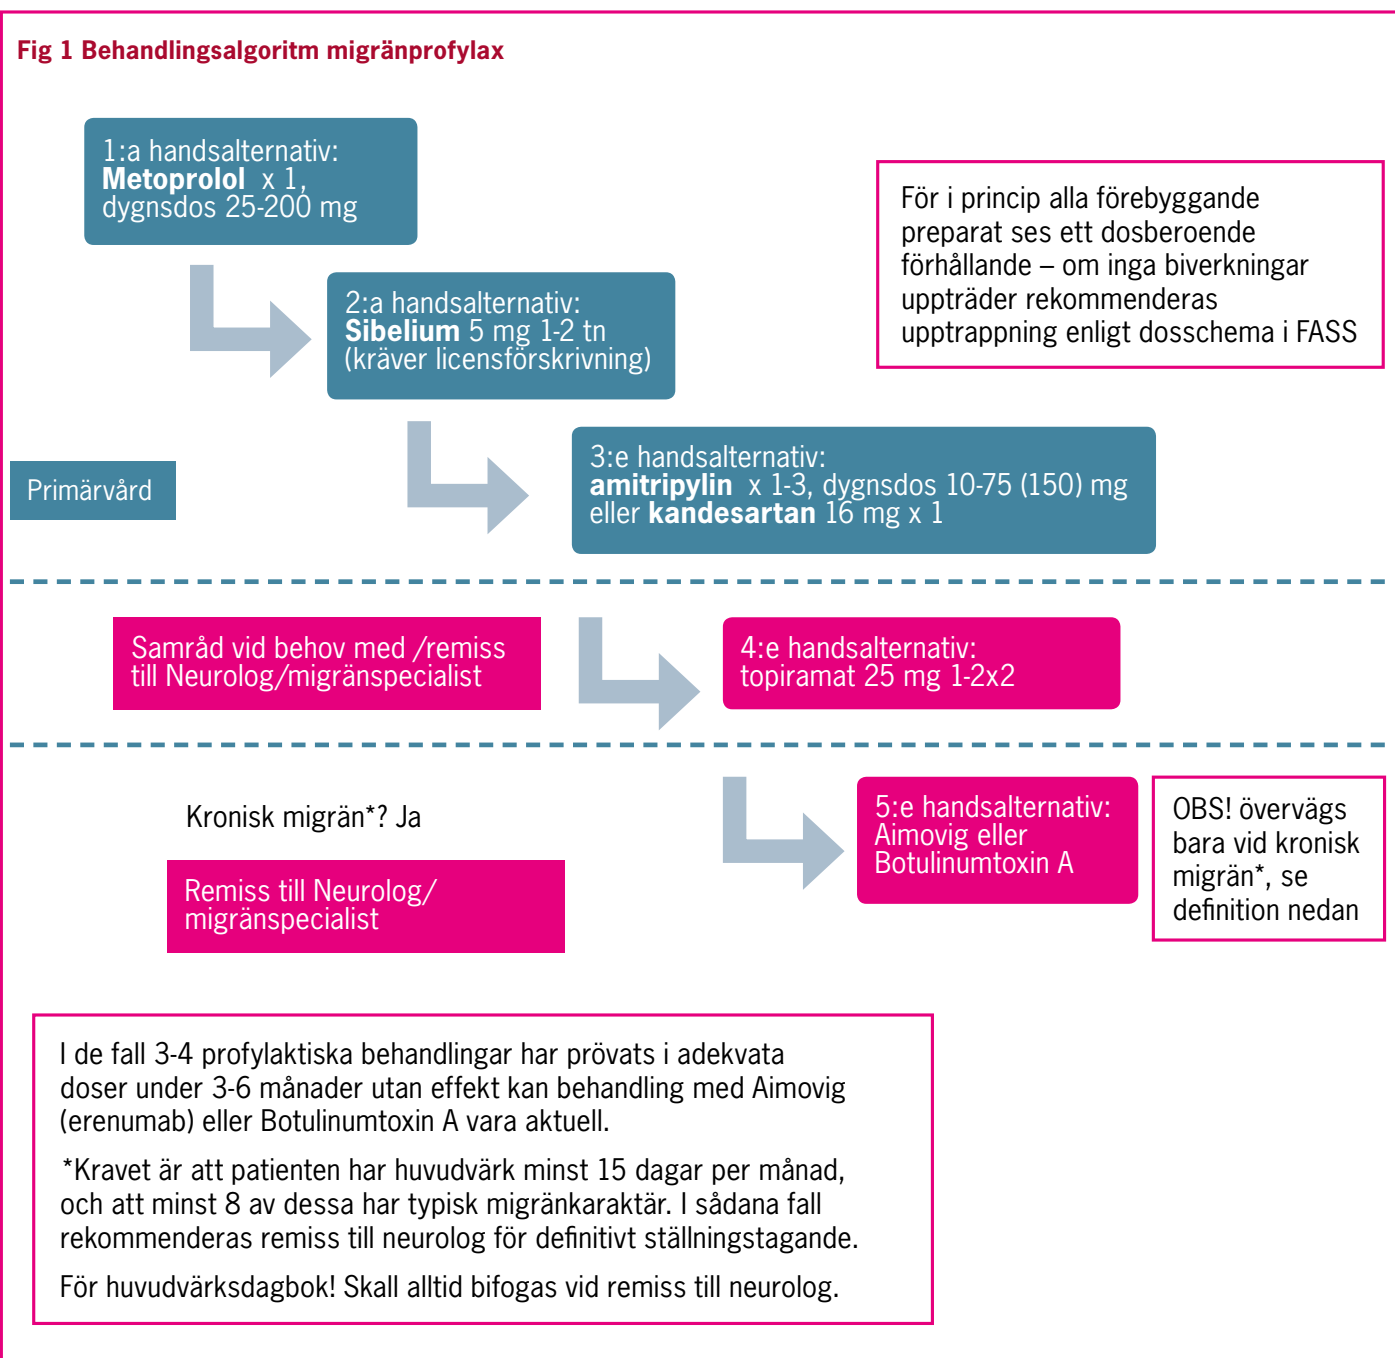 Fig 1 Behandlingsalgoritm migränprofylax
1:a handsalternativ:
Metoprolol x 1,
dygnsdos 25-200 mg
För i princip alla förebyggande
preparat ses ett dosberoende
förhållande – om inga biverkningar
uppträder rekommenderas
upptrappning enligt dosschema i FASS
2:a handsalternativ:
Sibelium 5 mg 1-2 tn
(kräver licensförskrivning)
3:e handsalternativ:
amitripylin x 1-3, dygnsdos 10-75 (150) mg
eller kandesartan 16 mg x 1
Primärvård
Samråd vid behov med /remiss
till Neurolog/migränspecialist
4:e handsalternativ:
topiramat 25 mg 1-2x2
Kronisk migrän*? Ja
Remiss till Neurolog/
migränspecialist
5:e handsalternativ:
Aimovig eller
Botulinumtoxin A
OBS! övervägs
bara vid kronisk
migrän*, se
definition nedan
I de fall 3-4 profylaktiska behandlingar har prövats i adekvata
doser under 3-6 månader utan effekt kan behandling med Aimovig
(erenumab) eller Botulinumtoxin A vara aktuell.
*Kravet är att patienten har huvudvärk minst 15 dagar per månad,
och att minst 8 av dessa har typisk migränkaraktär. I sådana fall
rekommenderas remiss till neurolog för definitivt ställningstagande.
För huvudvärksdagbok! Skall alltid bifogas vid remiss till neurolog.